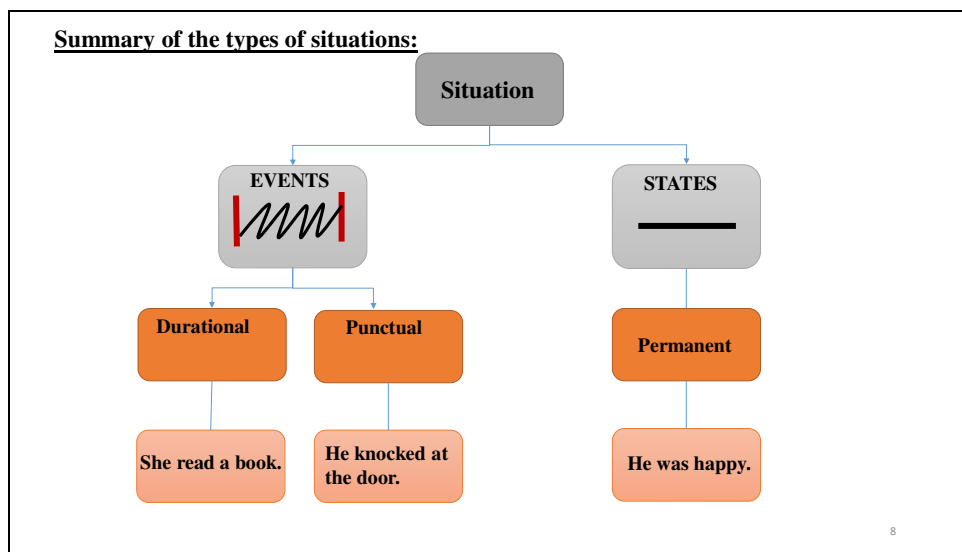 Summary of the types of situations:
Situation
EVENTS
STATES
Durational
Punctual
Permanent
She read a book.
He knocked at
the door.
He was happy.
8